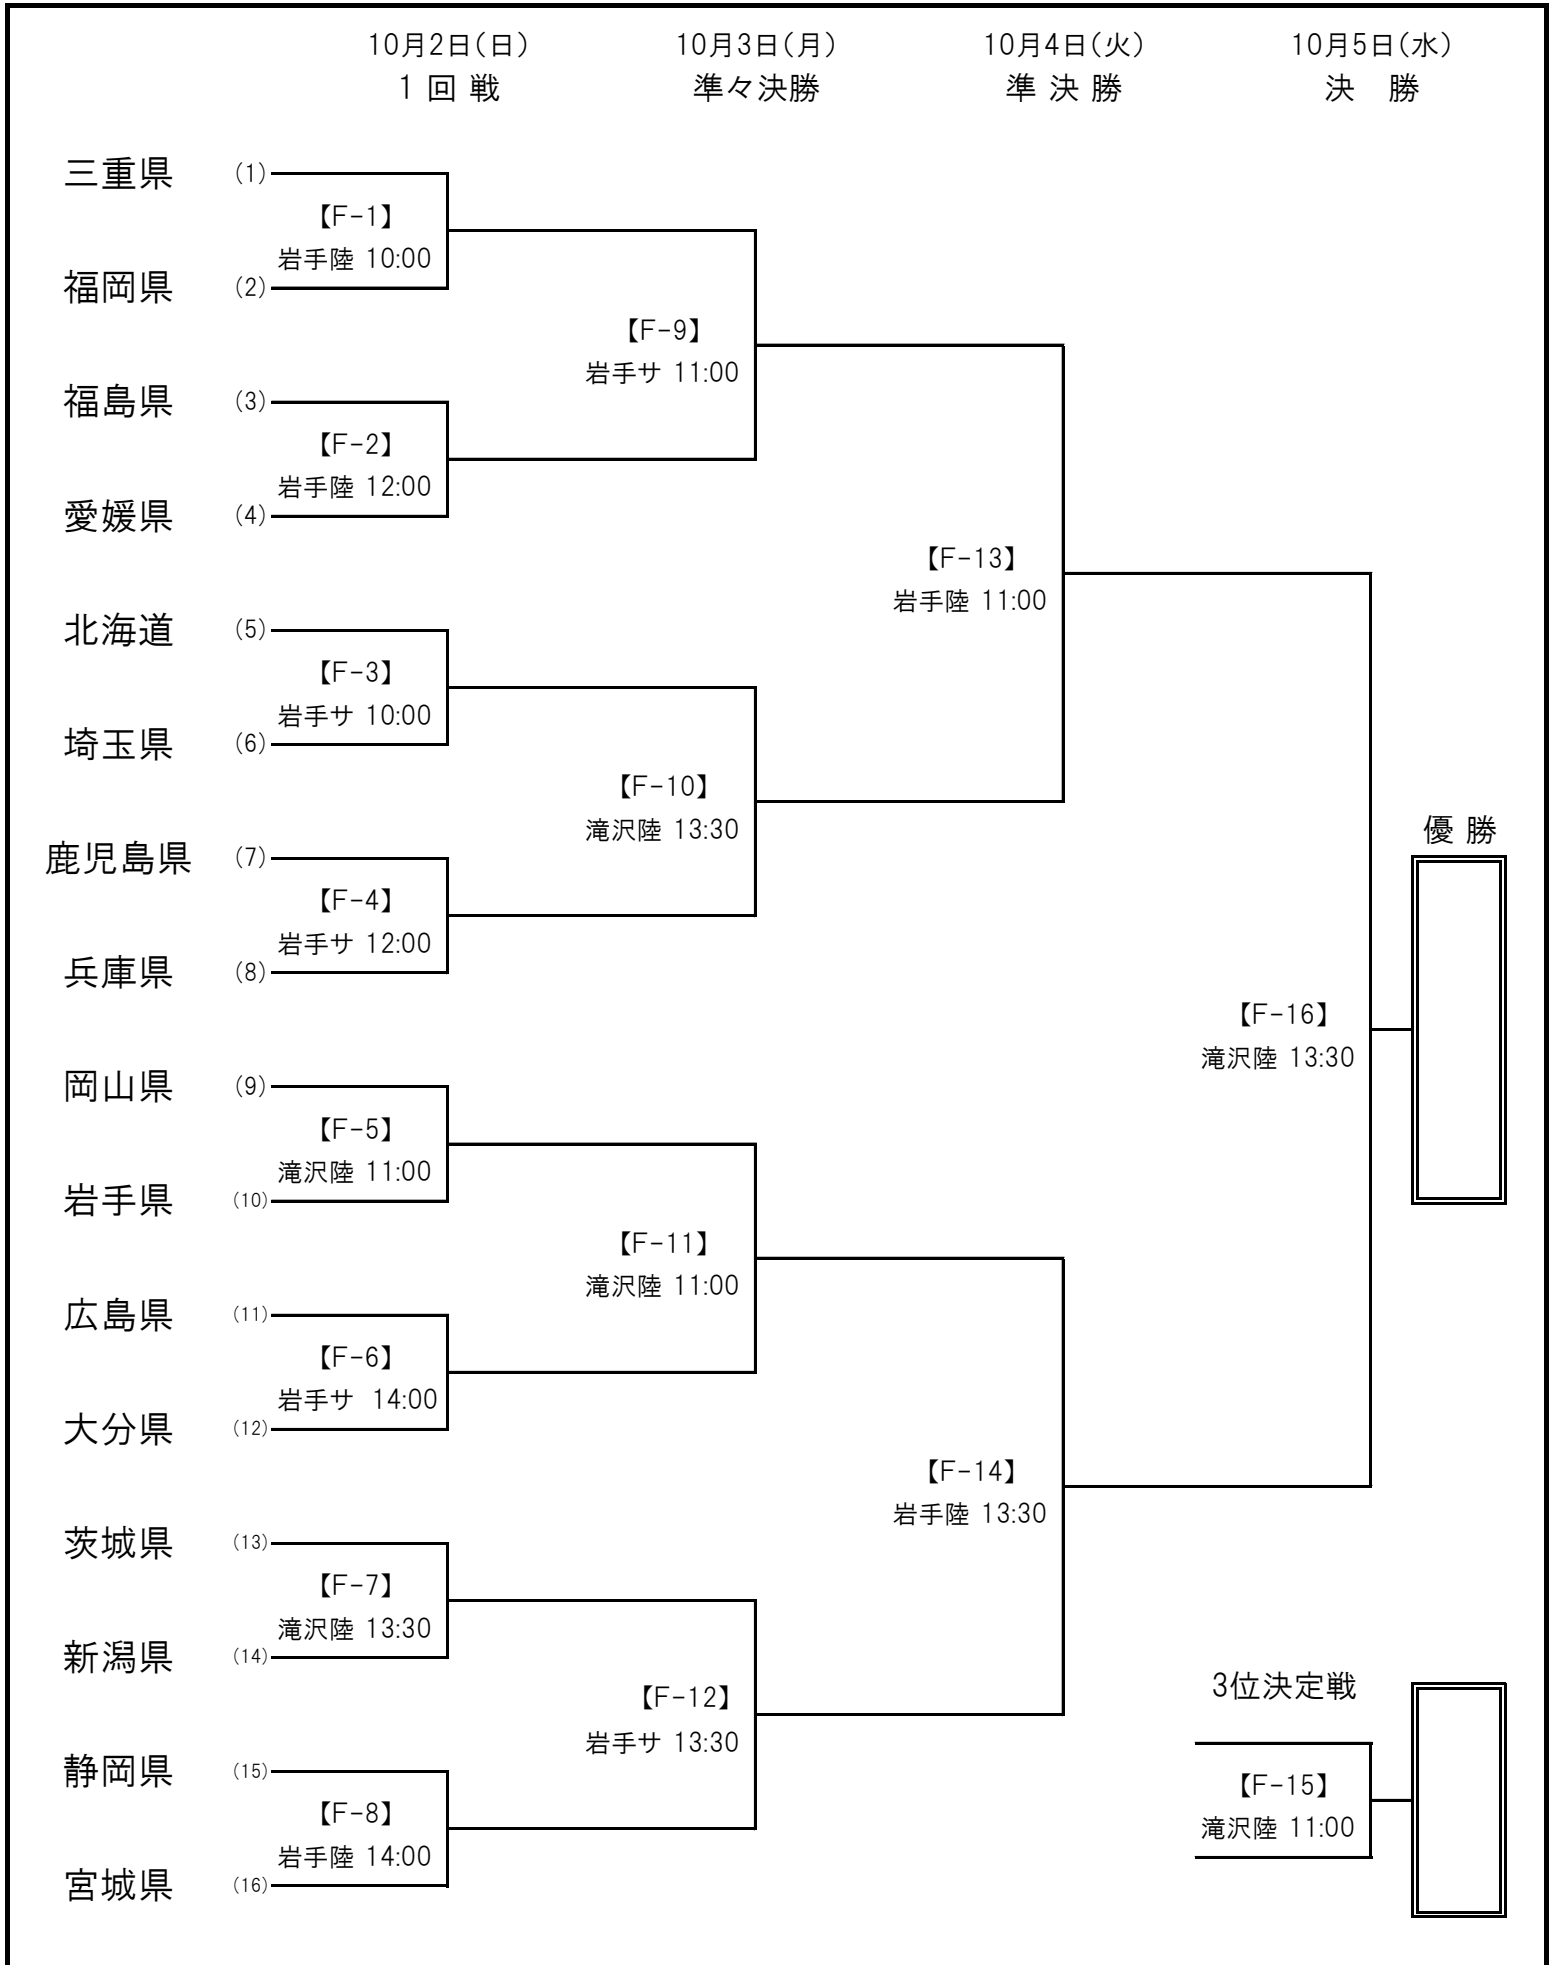 10月2日(日) 10月3日(月) 10月4日(火) 10月5日(水)
1 回 戦 準々決勝 準 決 勝 決 勝
三重県 (1)
【F-1】
岩手陸 10:00
福岡県 (2)
【F-9】
岩手サ 11:00
福島県 (3)
【F-2】
岩手陸 12:00
愛媛県 (4)
【F-13】
岩手陸 11:00
北海道 (5)
【F-3】
岩手サ 10:00
埼玉県 (6)
【F-10】
滝沢陸 13:30
優 勝
鹿児島県 (7)
【F-4】
岩手サ 12:00
兵庫県 (8)
【F-16】
滝沢陸 13:30
岡山県 (9)
【F-5】
滝沢陸 11:00
岩手県 (10)
【F-11】
滝沢陸 11:00
広島県 (11)
【F-6】
岩手サ 14:00
大分県 (12)
【F-14】
岩手陸 13:30
茨城県 (13)
【F-7】
滝沢陸 13:30
新潟県 (14)
3位決定戦
【F-12】
岩手サ 13:30
静岡県 (15)
【F-15】
滝沢陸 11:00
【F-8】
岩手陸 14:00
宮城県 (16)